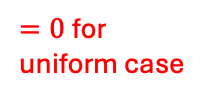 = 0 for
uniform case